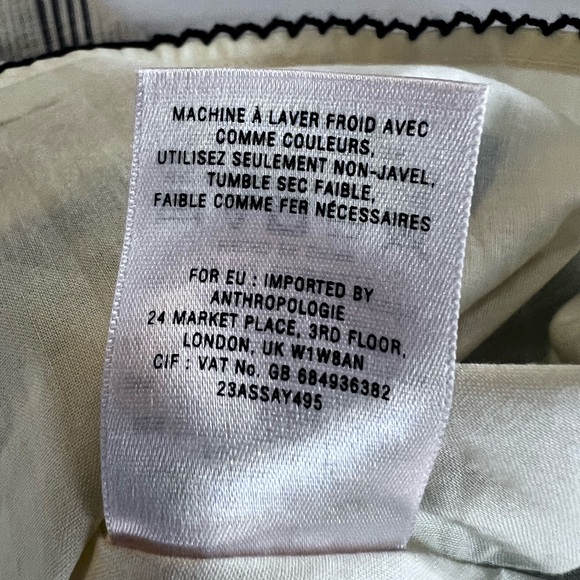 MACHINE À LAVER FROID AVEC
COMME COULEURS,
UTILISEZ SEULEMENT NON-JAVEL,
TUMBLE SEC FAIBLE,
FAIBLE COMME FER NÉCESSAIRES
FOR EU : IMPORTED BY
ANTHROPOLOGIE
24 MARKET PLACE, 3RD FLOOR,
LONDON, UK W1W8AN
CIF : VAT No. GB 684936382
23ASSAY495